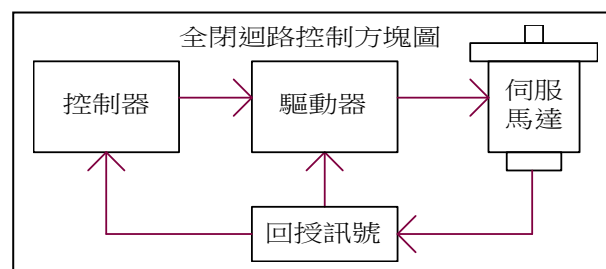 全閉迴路控制方塊圖
控制器
驅動器
伺服
馬達
回授訊號